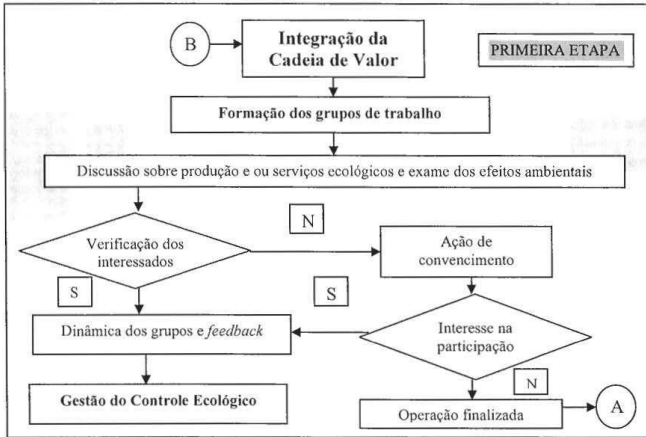 B
Integração da
Cadeia de Valor
PRIMEIRA ETAPA
Formação dos grupos de trabalho
Discussão sobre produção e ou serviços ecológicos e exame dos efeitos ambientais
N
Verificação dos
interessados
Ação de
convencimento
S
S
Dinâmica dos grupos e feedback
Interesse na
participação
N
Gestão do Controle Ecológico
Operação finalizada
A